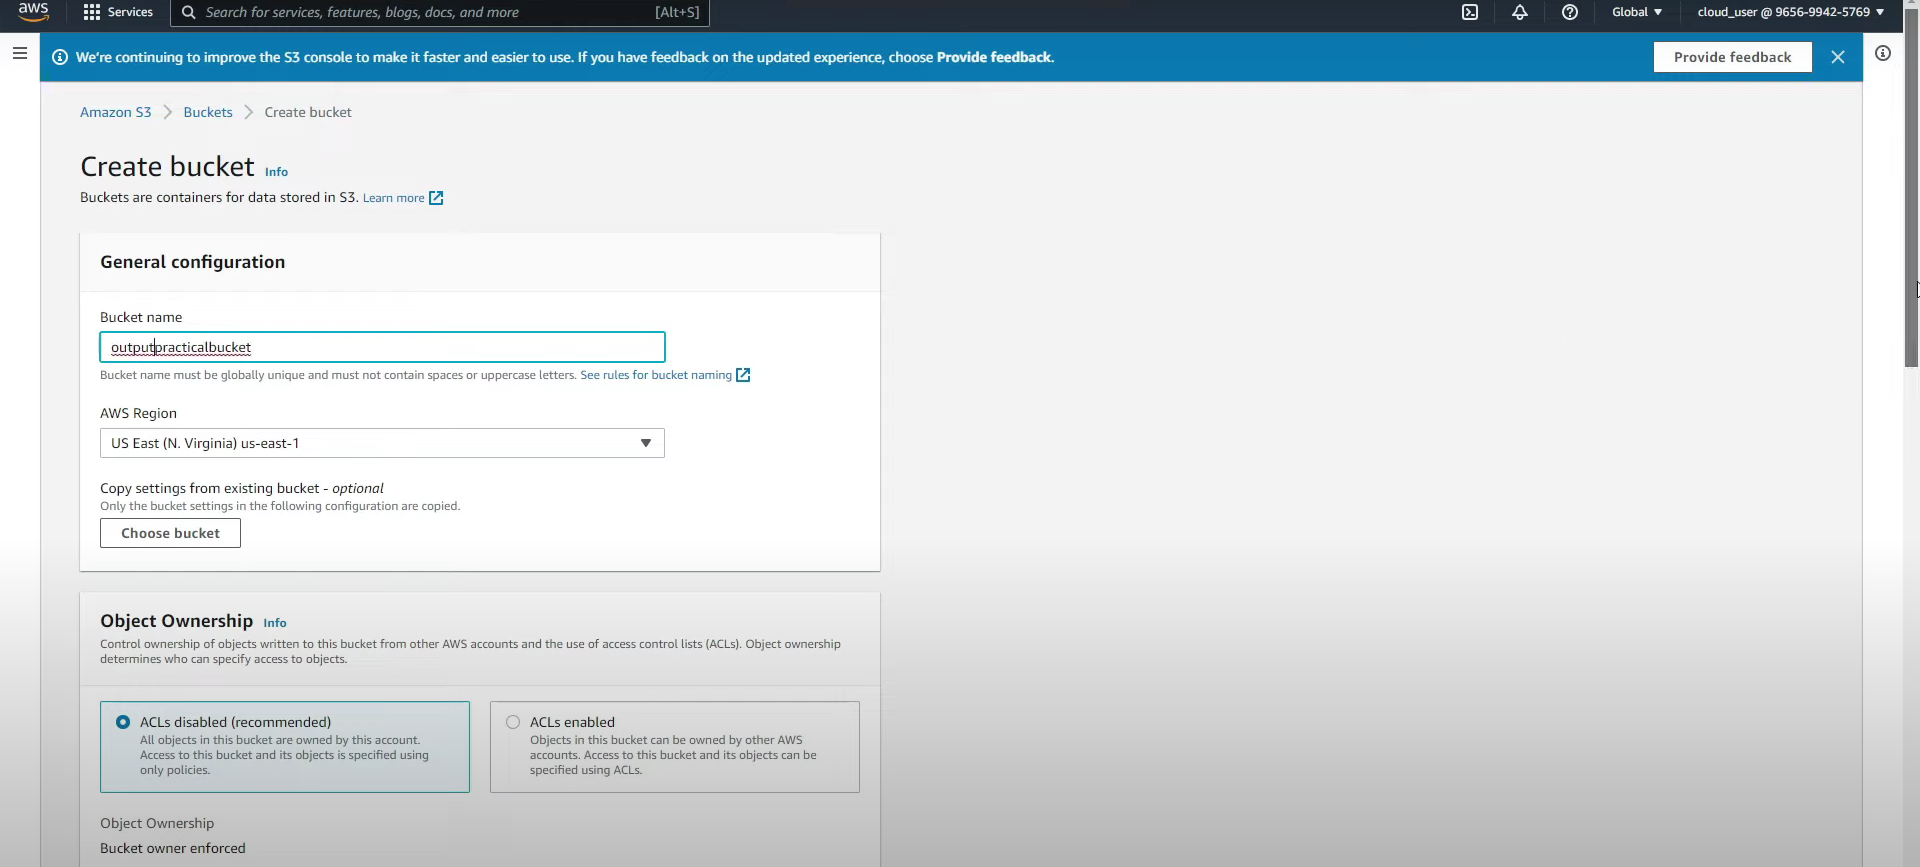 aws Services Search for services, features, blogs, docs, and more [Alt+S] Global cloud_user @ 9656-9942-5769
We're continuing to improve the S3 console to make it faster and easier to use. If you have feedback on the updated experience, choose Provide feedback. Provide feedback
Amazon S3 Buckets Create bucket
Create bucket Info
Buckets are containers for data stored in S3. Learn more
General configuration
Bucket name
outputpracticalbucket
Bucket name must be globally unique and must not contain spaces or uppercase letters. See rules for bucket naming
AWS Region
US East (N. Virginia) us-east-1
Copy settings from existing bucket - optional
Only the bucket settings in the following configuration are copied.
Choose bucket
Object Ownership Info
Control ownership of objects written to this bucket from other AWS accounts and the use of access control lists (ACLs). Object ownership
determines who can specify access to objects.
ACLs disabled (recommended)
All objects in this bucket are owned by this account.
Access to this bucket and its objects is specified using
only policies.
ACLs enabled
Objects in this bucket can be owned by other AWS
accounts. Access to this bucket and its objects can be
specified using ACLs.
Object Ownership
Bucket owner enforced